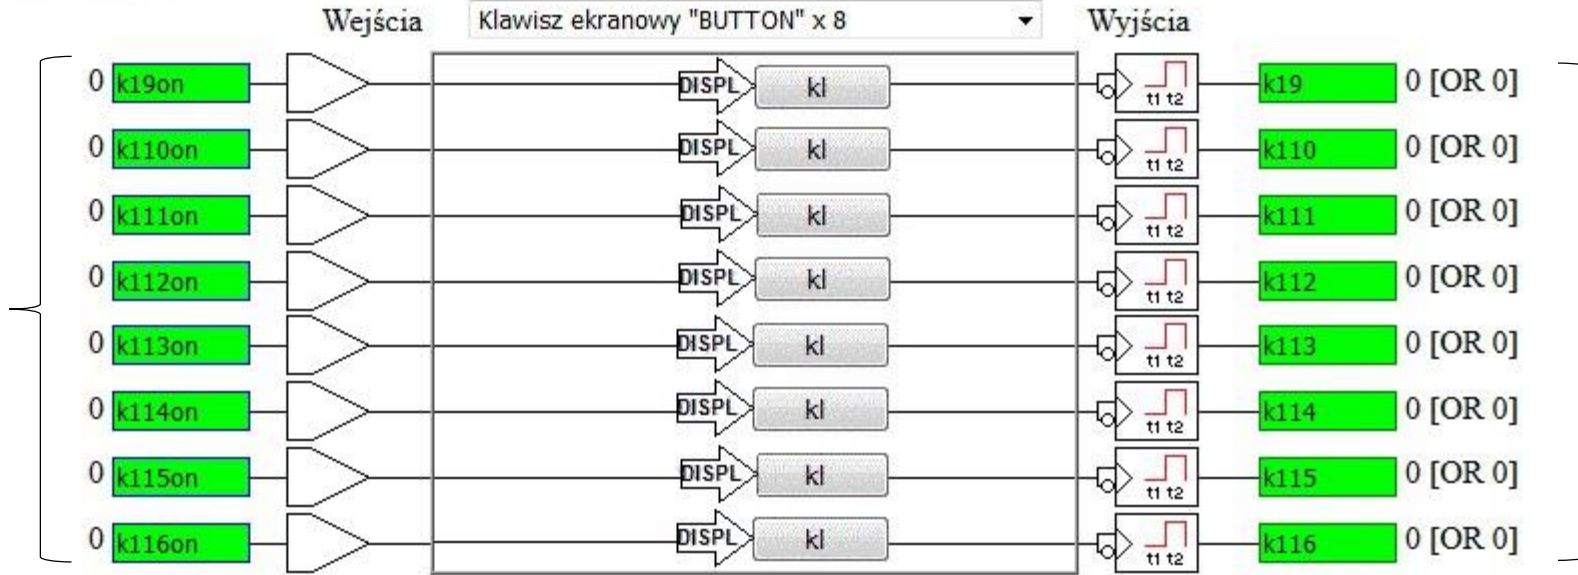 Wejścia Klawisz ekranowy "BUTTON" x 8 Wyjścia
0 k19on DISPL kl t1 t2 k19 0 [OR 0]
0 k110on DISPL kl t1 t2 k110 0 [OR 0]
0 k111on DISPL kl t1 t2 k111 0 [OR 0]
0 k112on DISPL kl t1 t2 k112 0 [OR 0]
0 k113on DISPL kl t1 t2 k113 0 [OR 0]
0 k114on DISPL kl t1 t2 k114 0 [OR 0]
0 k115on DISPL kl t1 t2 k115 0 [OR 0]
0 k116on DISPL kl t1 t2 k116 0 [OR 0]